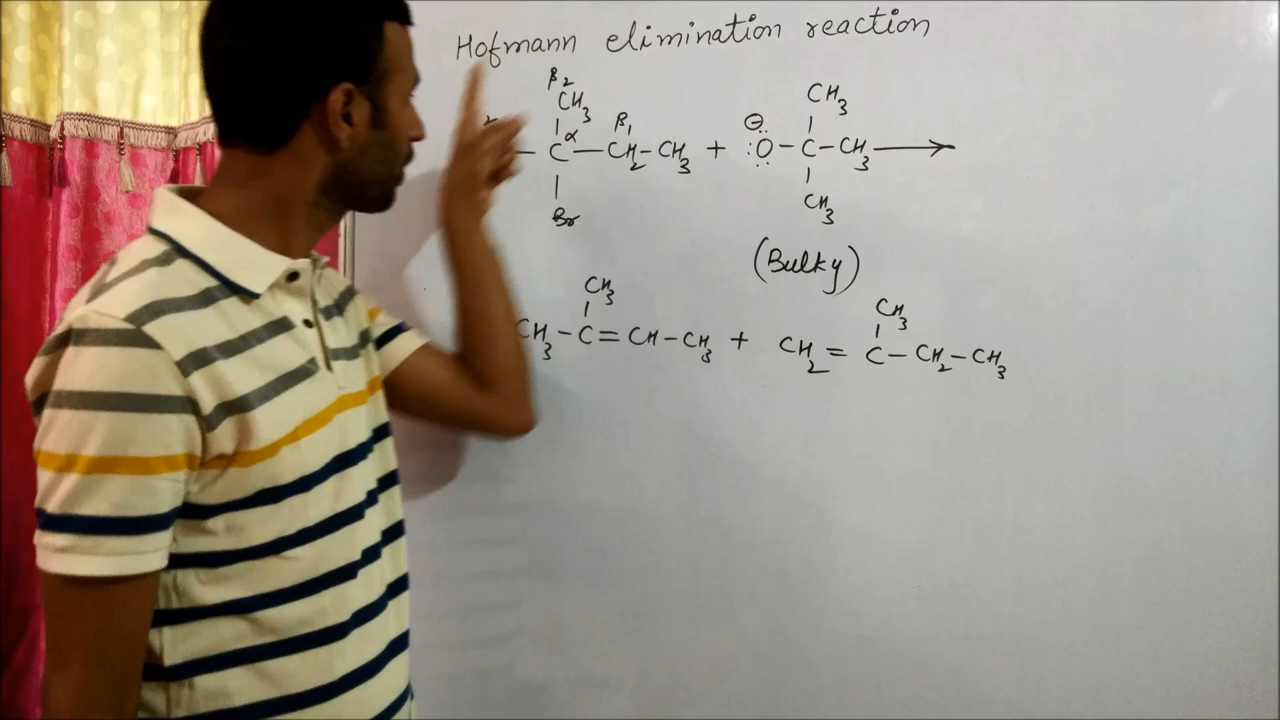 Hofmann elimination reaction
β2
CH3 β1 ⊖ CH3
2 — C α — CH2 – CH3 + :Ö – C – CH3 →
Br CH3
(Bulky)
CH3 CH3
CH3 – C = CH – CH3 + CH2 = C – CH2 – CH3